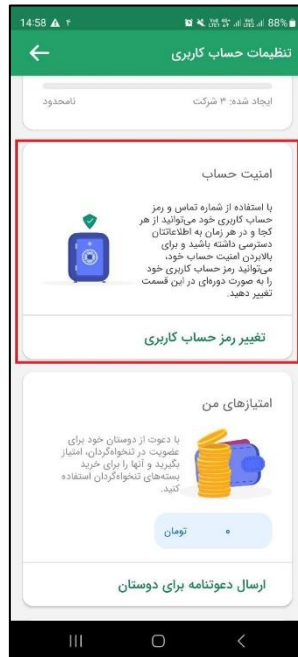 14:58 88%
تنظیمات حساب کاربری
ایجاد شده: ۳ شرکت نامحدود
امنیت حساب
با استفاده از شماره تماس و رمز
حساب کاربری خود می‌توانید از هر
کجا و در هر زمان به اطلاعاتتان
دسترسی داشته باشید و برای
بالابردن امنیت حساب خود،
می‌توانید رمز حساب کاربری خود
را به صورت دوره‌ای در این قسمت
تغییر دهید.
تغییر رمز حساب کاربری
امتیازهای من
با دعوت از دوستان خود برای
عضویت در تنخواه‌گردان، امتیاز
بگیرید و آنها را برای خرید
بسته‌های تنخواه‌گردان استفاده
کنید.
۰ تومان
ارسال دعوتنامه برای دوستان